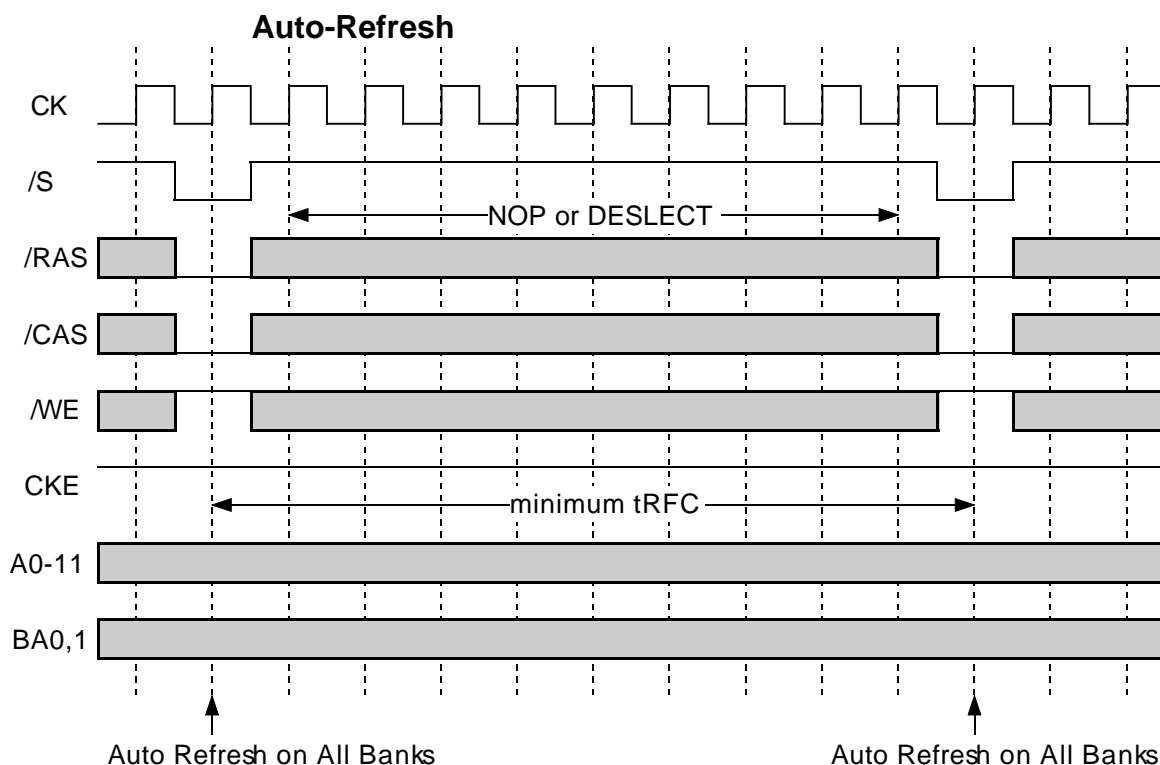 Auto-Refresh
CK
/S
NOP or DESLECT
/RAS
/CAS
/WE
CKE
minimum tRFC
A0-11
BA0,1
Auto Refresh on All Banks
Auto Refresh on All Banks